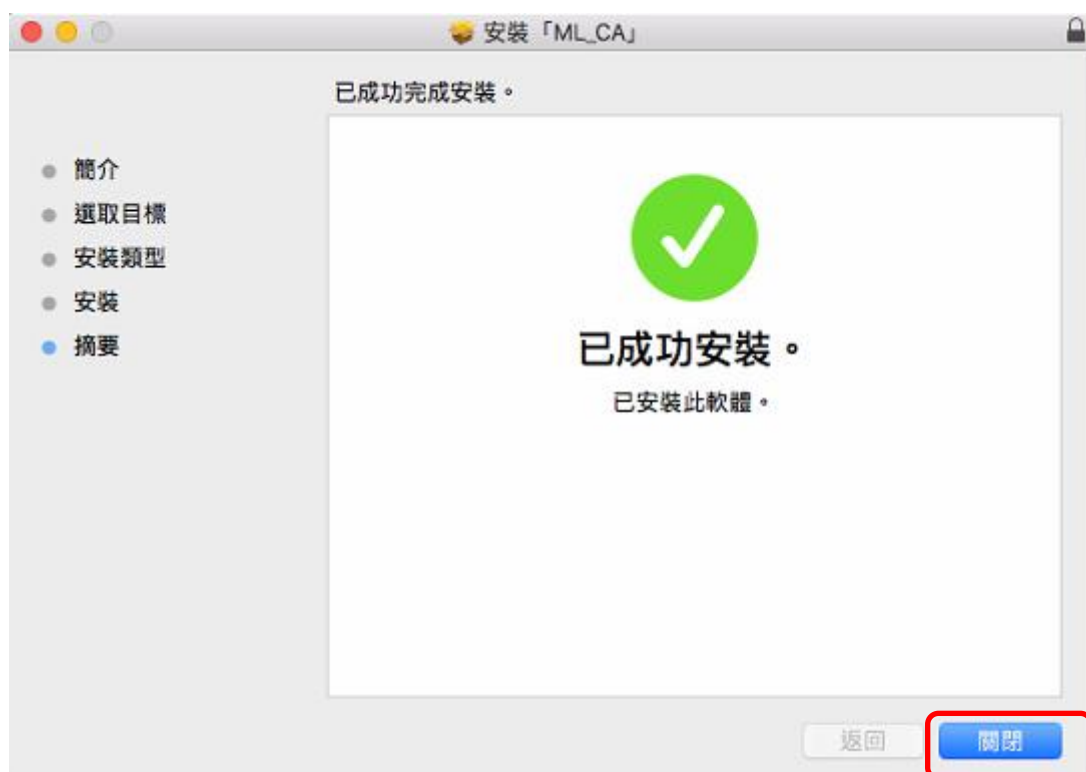 安裝「ML_CA」
已成功完成安裝。
簡介
選取目標
安裝類型
安裝
摘要
已成功安裝。
已安裝此軟體。
返回
關閉